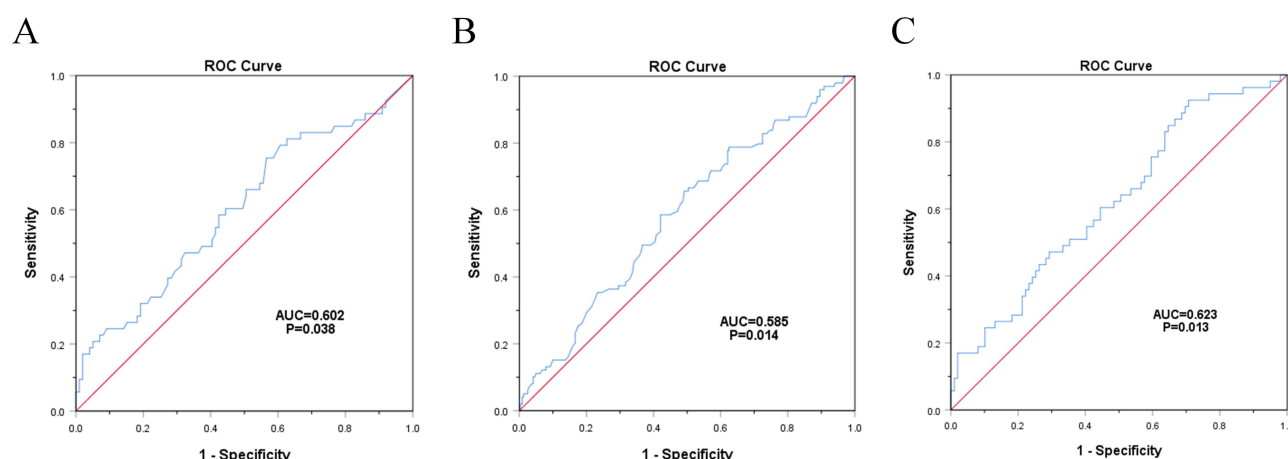 A
ROC Curve
1.0
0.8
0.6
0.4
0.2
0.0
Sensitivity
AUC=0.602
P=0.038
0.0 0.2 0.4 0.6 0.8 1.0
1 - Specificity
B
ROC Curve
1.0
0.8
0.6
0.4
0.2
0.0
Sensitivity
AUC=0.585
P=0.014
0.0 0.2 0.4 0.6 0.8 1.0
1 - Specificity
C
ROC Curve
1.0
0.8
0.6
0.4
0.2
0.0
Sensitivity
AUC=0.623
P=0.013
0.0 0.2 0.4 0.6 0.8
1 - Specificity